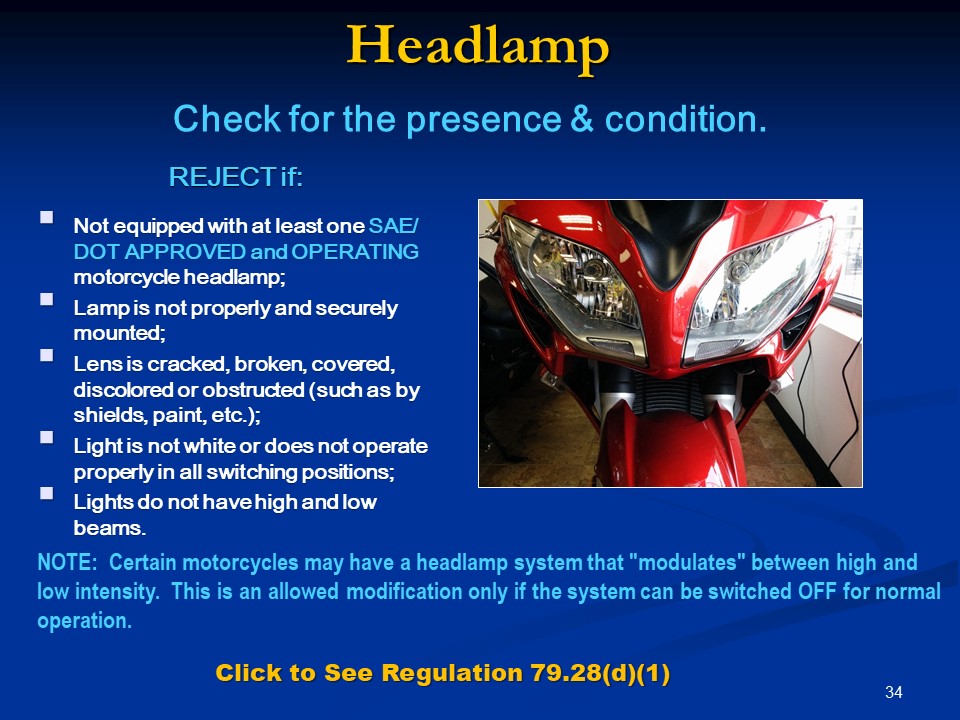 Headlamp
Check for the presence & condition.
REJECT if:
Not equipped with at least one SAE/
DOT APPROVED and OPERATING
motorcycle headlamp;
Lamp is not properly and securely
mounted;
Lens is cracked, broken, covered,
discolored or obstructed (such as by
shields, paint, etc.);
Light is not white or does not operate
properly in all switching positions;
Lights do not have high and low
beams.
NOTE:  Certain motorcycles may have a headlamp system that "modulates" between high and
low intensity.  This is an allowed modification only if the system can be switched OFF for normal
operation.
Click to See Regulation 79.28(d)(1)
34